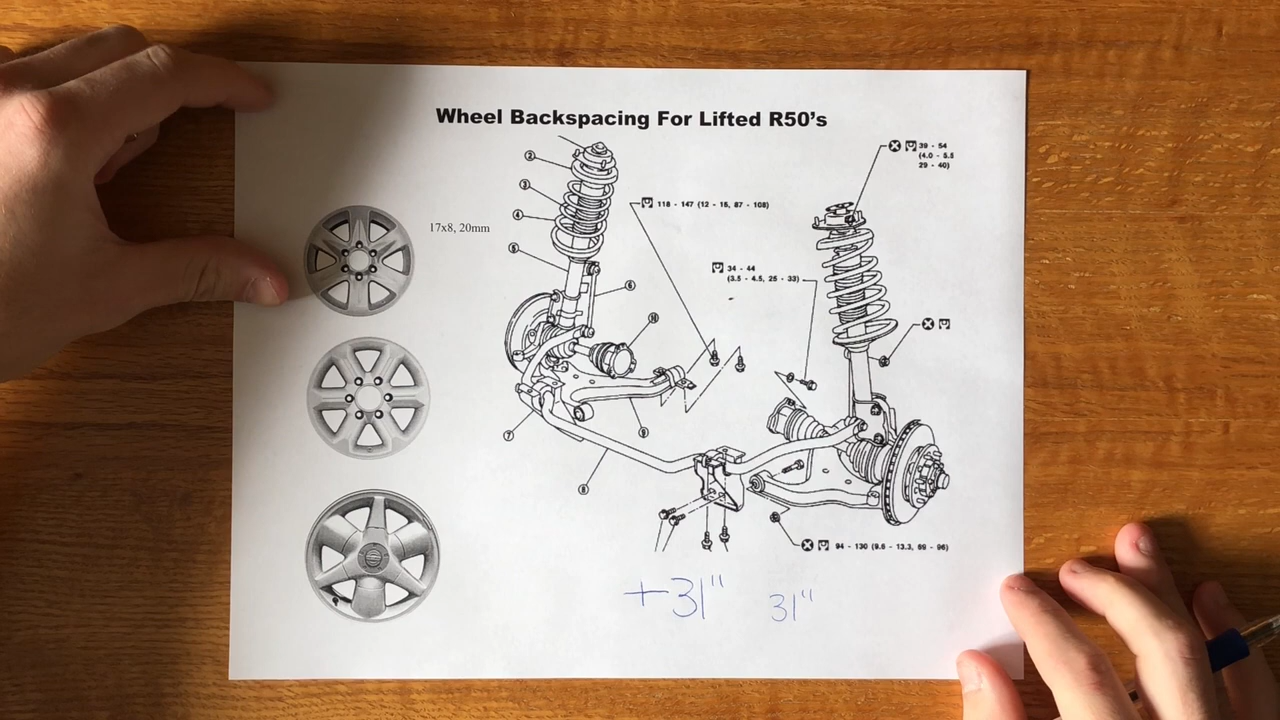 Wheel Backspacing For Lifted R50's
39 - 54
(4.0 - 5.5
29 - 40)
2
3
118 - 147 (12 - 15, 87 - 108)
4
17x8, 20mm
5
34 - 44
(3.5 - 4.5, 25 - 33)
6
10
7
9
8
94 - 130 (9.6 - 13.3, 69 - 96)
+31" 31"